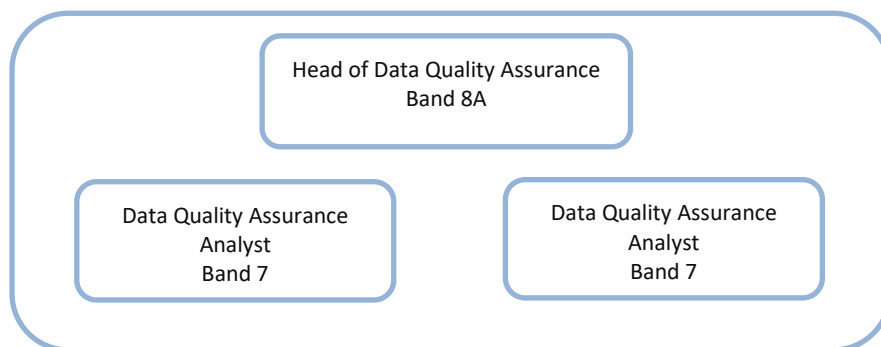 Head of Data Quality Assurance
Band 8A
Data Quality Assurance
Analyst
Band 7
Data Quality Assurance
Analyst
Band 7